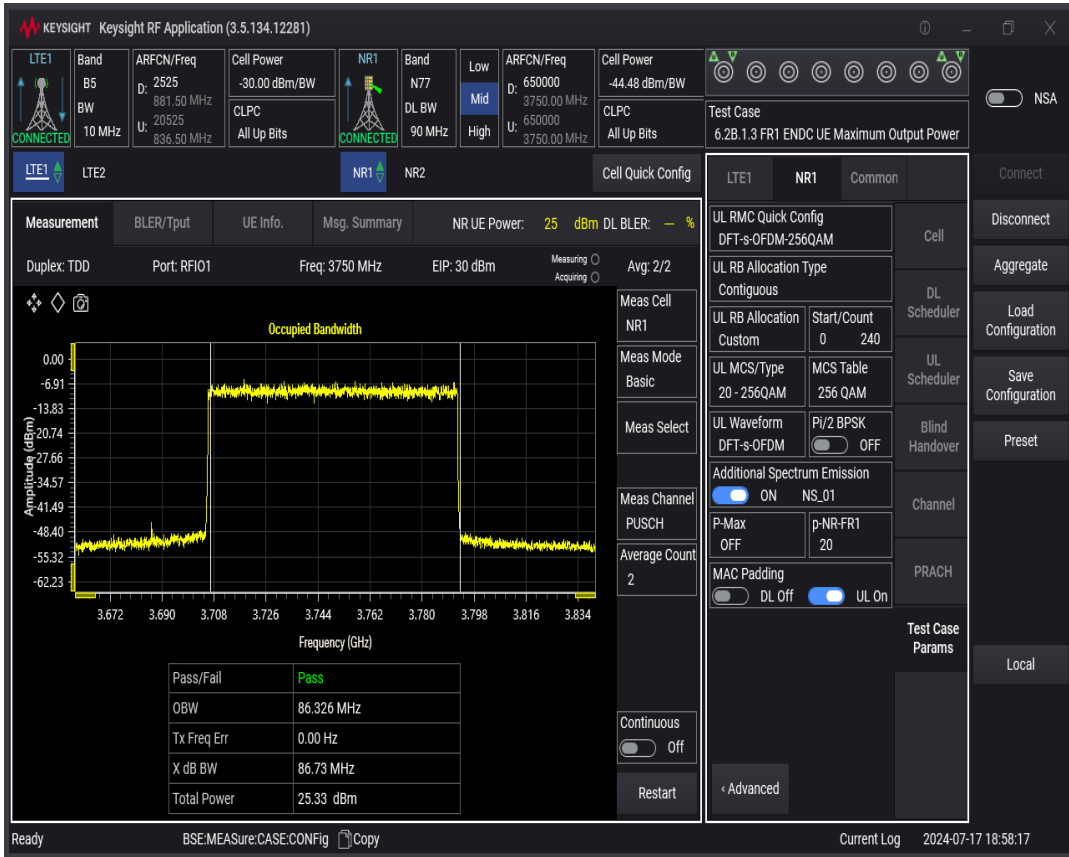 KEYSIGHT Keysight RF Application (3.5.134.12281)
LTE1 Band ARFCN/Freq Cell Power NR1 Band Low ARFCN/Freq Cell Power
B5 D: 2525 -30.00 dBm/BW N77 D: 650000 -44.48 dBm/BW
881.50 MHz 3750.00 MHz
BW U: 20525 CLPC DL BW Mid U: 650000 CLPC
CONNECTED 10 MHz 836.50 MHz All Up Bits CONNECTED 90 MHz High 3750.00 MHz All Up Bits
A B A B
Test Case
6.2B.1.3 FR1 ENDC UE Maximum Output Power
NSA
LTE1 LTE2 NR1 NR2 Cell Quick Config
Measurement BLER/Tput UE Info. Msg. Summary NR UE Power: 25 dBm DL BLER: --- %
Duplex: TDD Port: RFIO1 Freq: 3750 MHz EIP: 30 dBm Measuring Acquiring Avg: 2/2
Occupied Bandwidth
Amplitude (dBm)
0.00
-6.91
-13.83
-20.74
-27.66
-34.57
-41.49
-48.40
-55.32
-62.23
3.672 3.690 3.708 3.726 3.744 3.762 3.780 3.798 3.816 3.834
Frequency (GHz)
Pass/Fail Pass
OBW 86.326 MHz
Tx Freq Err 0.00 Hz
X dB BW 86.73 MHz
Total Power 25.33 dBm
Meas Cell
NR1
Meas Mode
Basic
Meas Select
Meas Channel
PUSCH
Average Count
2
Continuous
Off
Restart
LTE1 NR1 Common
UL RMC Quick Config
DFT-s-OFDM-256QAM
UL RB Allocation Type
Contiguous
UL RB Allocation Start/Count
Custom 0 240
UL MCS/Type MCS Table
20 - 256QAM 256 QAM
UL Waveform Pi/2 BPSK
DFT-s-OFDM OFF
Additional Spectrum Emission
ON NS_01
P-Max p-NR-FR1
OFF 20
MAC Padding
DL Off UL On
‹ Advanced
Cell
DL
Scheduler
UL
Scheduler
Blind
Handover
Channel
PRACH
Test Case
Params
Connect
Disconnect
Aggregate
Load
Configuration
Save
Configuration
Preset
Local
Ready BSE:MEASure:CASE:CONFig Copy Current Log 2024-07-17 18:58:17